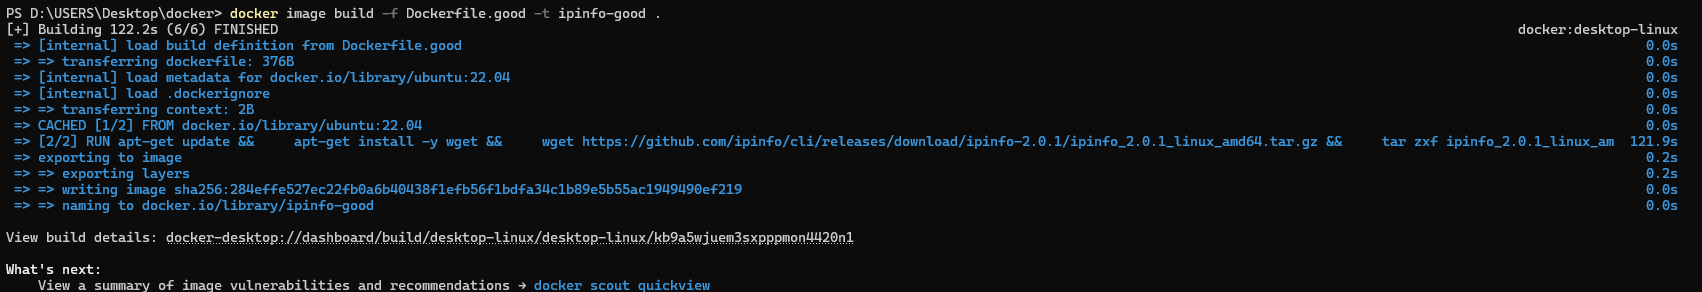 PS D:\USERS\Desktop\docker> docker image build -f Dockerfile.good -t ipinfo-good .
[+] Building 122.2s (6/6) FINISHED docker:desktop-linux
=> [internal] load build definition from Dockerfile.good 0.0s
=> => transferring dockerfile: 376B 0.0s
=> [internal] load metadata for docker.io/library/ubuntu:22.04 0.0s
=> [internal] load .dockerignore 0.0s
=> => transferring context: 2B 0.0s
=> CACHED [1/2] FROM docker.io/library/ubuntu:22.04 0.0s
=> [2/2] RUN apt-get update && apt-get install -y wget && wget https://github.com/ipinfo/cli/releases/download/ipinfo-2.0.1/ipinfo_2.0.1_linux_amd64.tar.gz && tar zxf ipinfo_2.0.1_linux_am 121.9s
=> exporting to image 0.2s
=> => exporting layers 0.2s
=> => writing image sha256:284effe527ec22fb0a6b40438f1efb56f1bdfa34c1b89e5b55ac1949490ef219 0.0s
=> => naming to docker.io/library/ipinfo-good 0.0s
View build details: docker-desktop://dashboard/build/desktop-linux/desktop-linux/kb9a5wjuem3sxpppmon4420n1
What's next:
View a summary of image vulnerabilities and recommendations → docker scout quickview